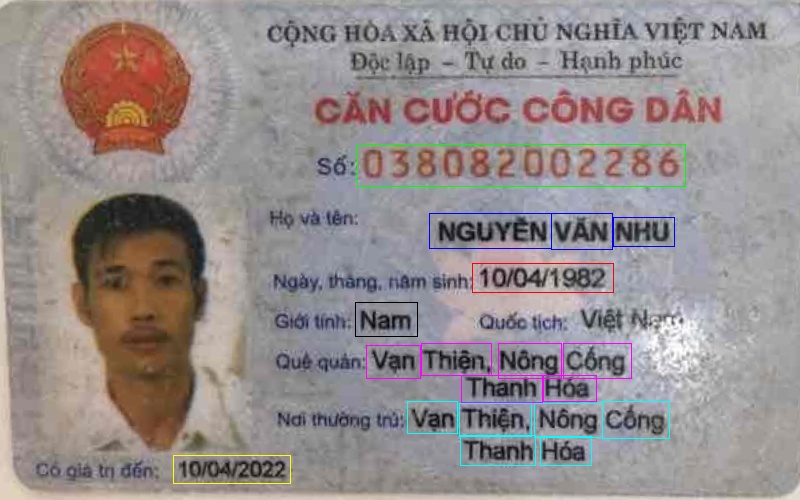 CỘNG HÒA XÃ HỘI CHỦ NGHĨA VIỆT NAM
Độc lập – Tự do – Hạnh phúc
CĂN CƯỚC CÔNG DÂN
Số: 038082002286
Họ và tên: NGUYỄN VĂN NHU
Ngày, tháng, năm sinh: 10/04/1982
Giới tính: Nam Quốc tịch: Việt Nam
Quê quán: Vạn Thiện, Nông Cống
Thanh Hóa
Nơi thường trú: Vạn Thiện, Nông Cống
Thanh Hóa
Có giá trị đến: 10/04/2022